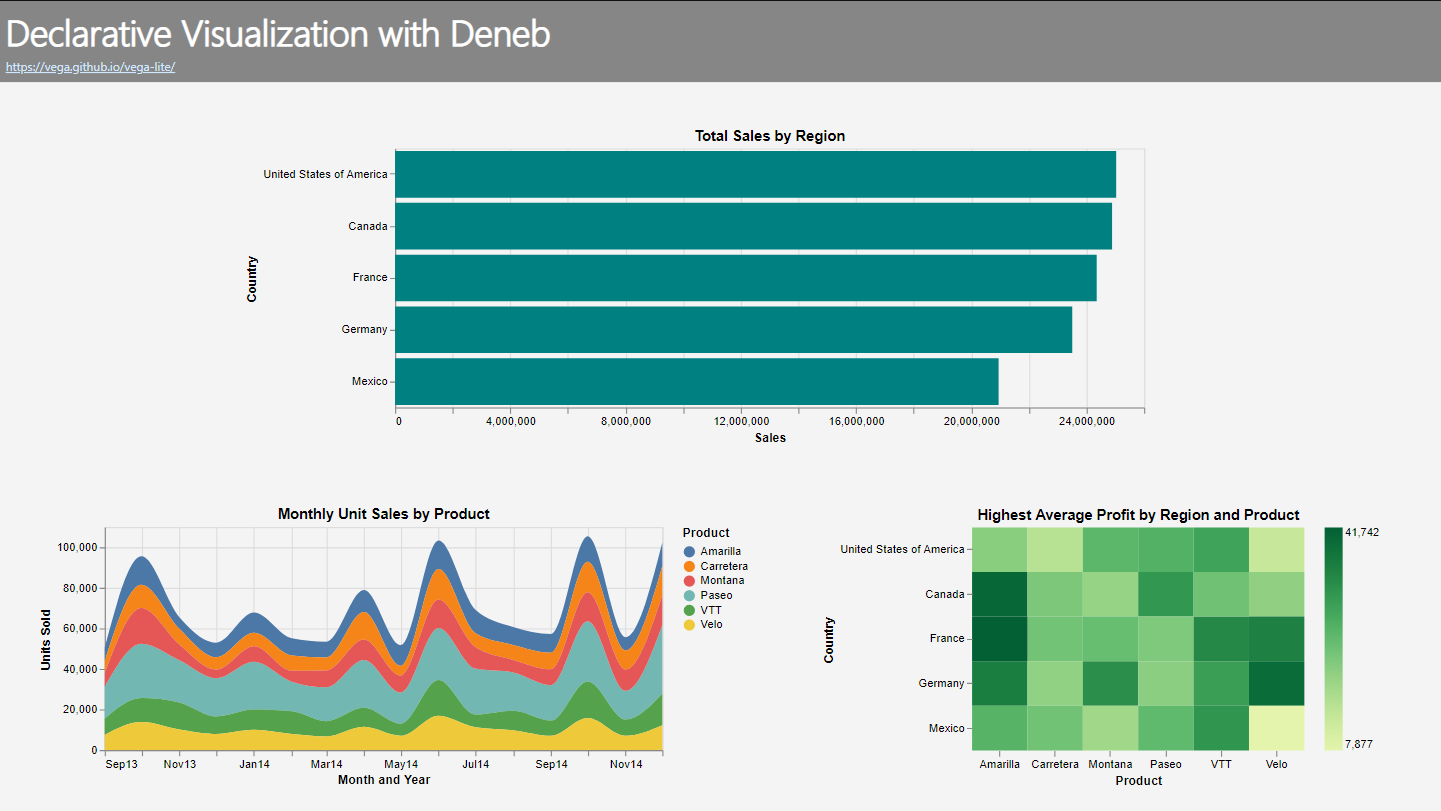 Declarative Visualization with Deneb
https://vega.github.io/vega-lite/
Total Sales by Region
Country
United States of America
Canada
France
Germany
Mexico
0 4,000,000 8,000,000 12,000,000 16,000,000 20,000,000 24,000,000
Sales
Monthly Unit Sales by Product
Units Sold
100,000
80,000
60,000
40,000
20,000
0
Sep13 Nov13 Jan14 Mar14 May14 Jul14 Sep14 Nov14
Month and Year
Product
Amarilla
Carretera
Montana
Paseo
VTT
Velo
Highest Average Profit by Region and Product
Country
United States of America
Canada
France
Germany
Mexico
Amarilla Carretera Montana Paseo VTT Velo
Product
41,742
7,877